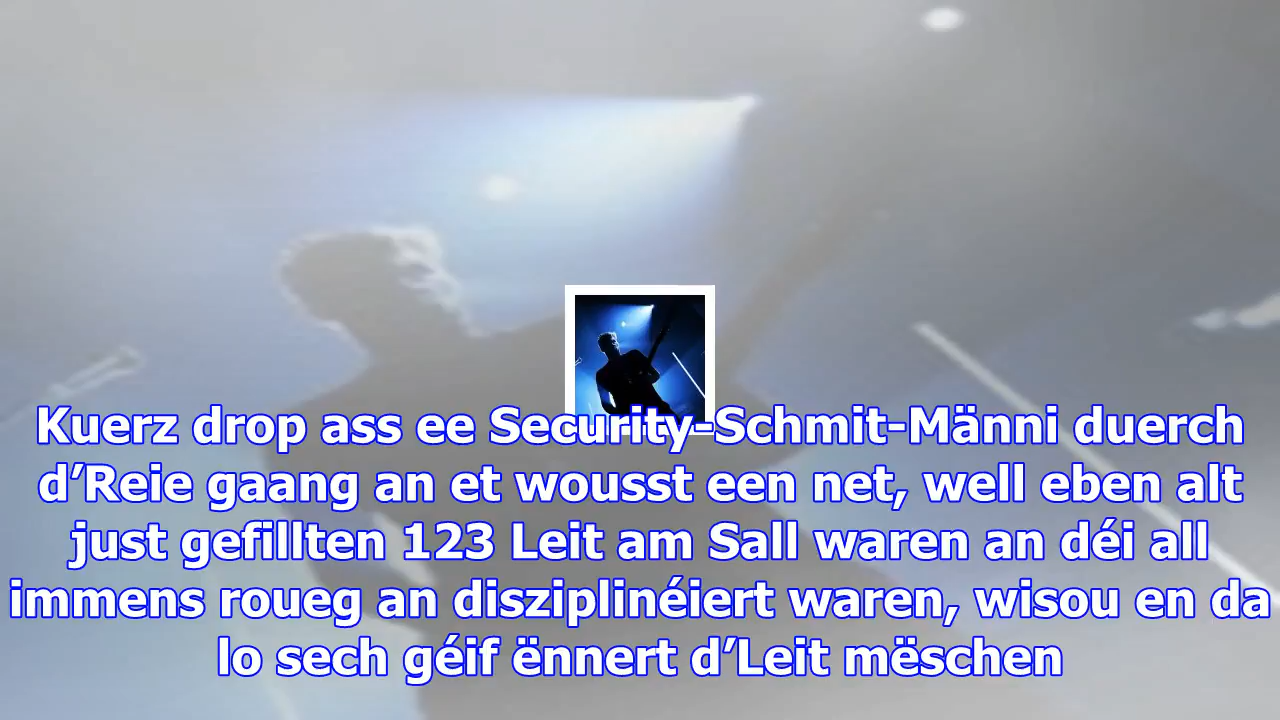 Kuerz drop ass ee Security-Schmit-Männi duerch
d’Reie gaang an et wousst een net, well eben alt
just gefillten 123 Leit am Sall waren an déi all
immens roueg an disziplinéiert waren, wisou en da
lo sech géif ënnert d’Leit mëschen